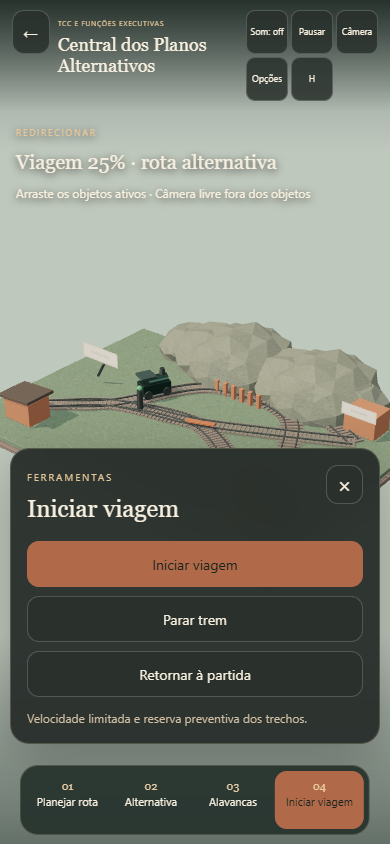 ←
TCC E FUNÇÕES EXECUTIVAS
Central dos Planos
Alternativos
Som: off
Pausar
Câmera
Opções
H
REDIRECIONAR
Viagem 25% · rota alternativa
Arraste os objetos ativos · Câmera livre fora dos objetos
FERRAMENTAS
×
Iniciar viagem
Iniciar viagem
Parar trem
Retornar à partida
Velocidade limitada e reserva preventiva dos trechos.
01
Planejar rota
02
Alternativa
03
Alavancas
04
Iniciar viagem